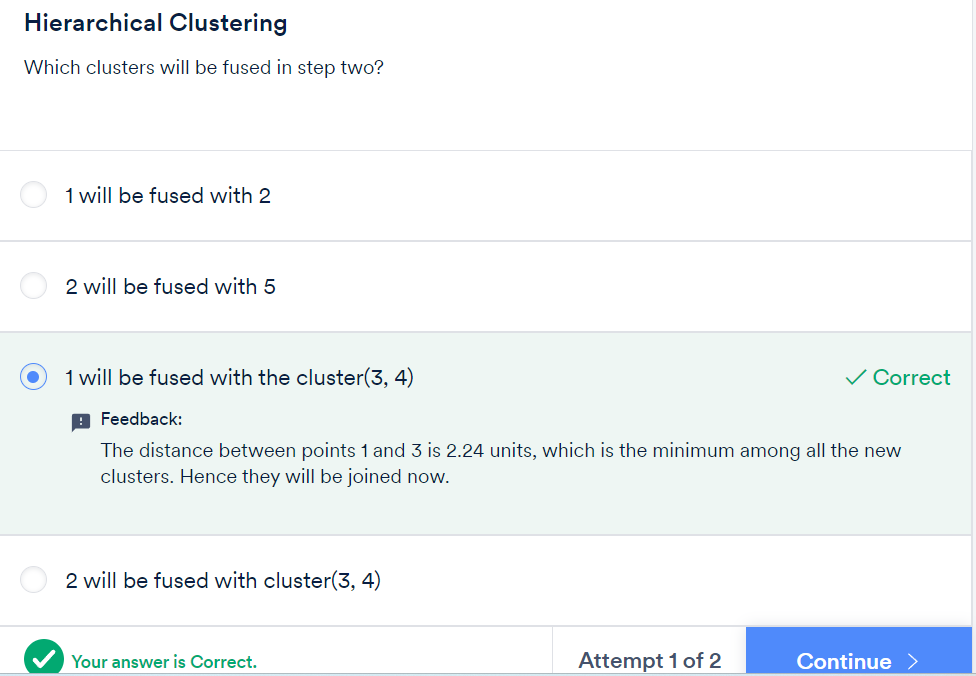 Hierarchical Clustering
Which clusters will be fused in step two?
1 will be fused with 2
2 will be fused with 5
1 will be fused with the cluster(3, 4)
Correct
Feedback:
The distance between points 1 and 3 is 2.24 units, which is the minimum among all the new
clusters. Hence they will be joined now.
2 will be fused with cluster(3, 4)
Your answer is Correct.
Attempt 1 of 2
Continue